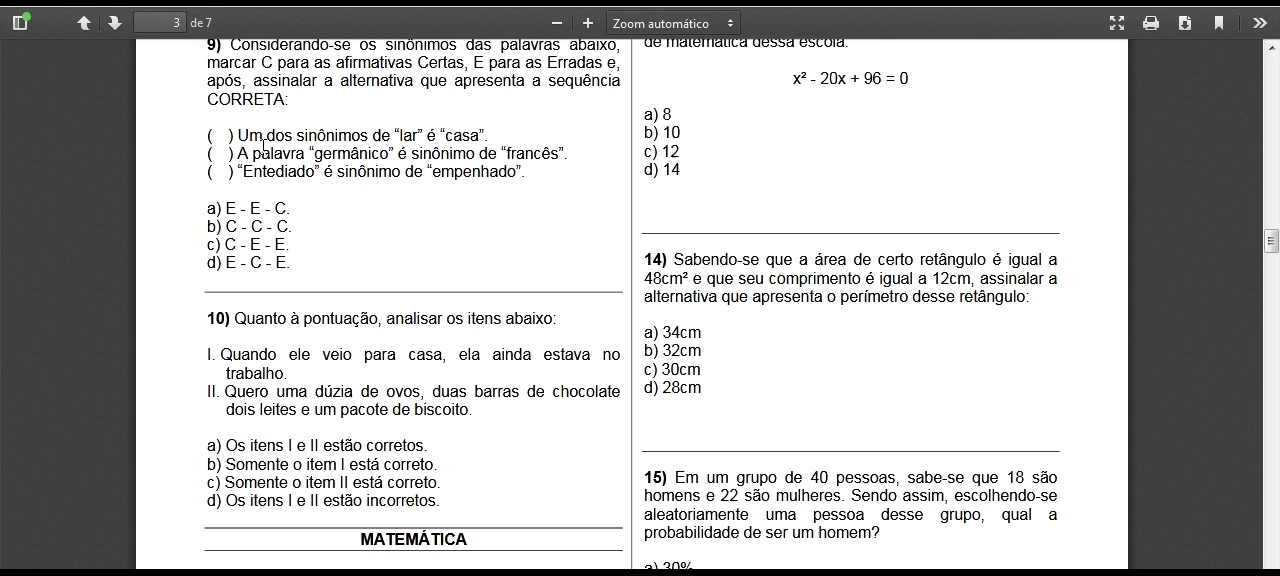 3 de 7
Zoom automático
9) Considerando-se os sinônimos das palavras abaixo,
marcar C para as afirmativas Certas, E para as Erradas e,
após, assinalar a alternativa que apresenta a sequência
CORRETA:
( ) Um dos sinônimos de “lar” é “casa”.
( ) A palavra “germânico” é sinônimo de “francês”.
( ) “Entediado” é sinônimo de “empenhado”.
a) E - E - C.
b) C - C - C.
c) C - E - E.
d) E - C - E.
10) Quanto à pontuação, analisar os itens abaixo:
I. Quando ele veio para casa, ela ainda estava no
trabalho.
II. Quero uma dúzia de ovos, duas barras de chocolate
dois leites e um pacote de biscoito.
a) Os itens I e II estão corretos.
b) Somente o item I está correto.
c) Somente o item II está correto.
d) Os itens I e II estão incorretos.
MATEMÁTICA
de matemática dessa escola.
x² - 20x + 96 = 0
a) 8
b) 10
c) 12
d) 14
14) Sabendo-se que a área de certo retângulo é igual a
48cm² e que seu comprimento é igual a 12cm, assinalar a
alternativa que apresenta o perímetro desse retângulo:
a) 34cm
b) 32cm
c) 30cm
d) 28cm
15) Em um grupo de 40 pessoas, sabe-se que 18 são
homens e 22 são mulheres. Sendo assim, escolhendo-se
aleatoriamente uma pessoa desse grupo, qual a
probabilidade de ser um homem?
a) 30%